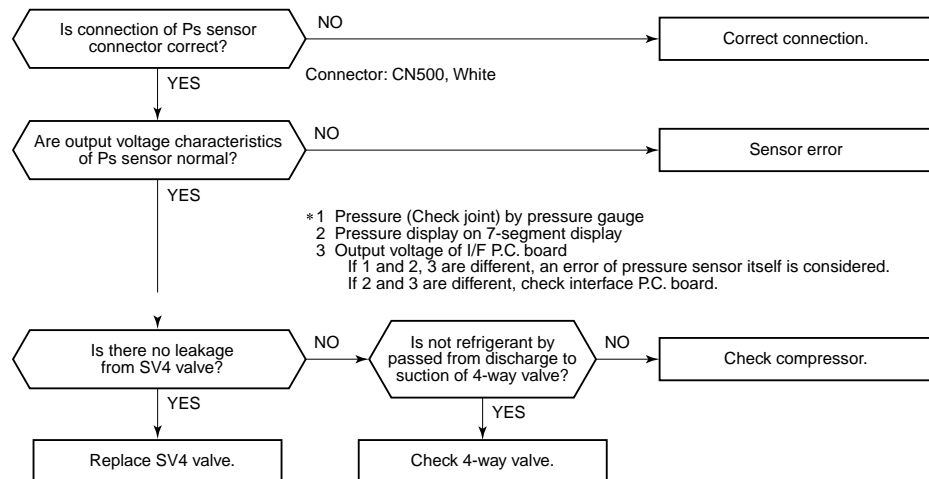 Is connection of Ps sensor
connector correct?
NO
Correct connection.
Connector: CN500, White
YES
Are output voltage characteristics
of Ps sensor normal?
NO
Sensor error
YES
*1 Pressure (Check joint) by pressure gauge
2 Pressure display on 7-segment display
3 Output voltage of I/F P.C. board
If 1 and 2, 3 are different, an error of pressure sensor itself is considered.
If 2 and 3 are different, check interface P.C. board.
Is there no leakage
from SV4 valve?
NO
Is not refrigerant by
passed from discharge to
suction of 4-way valve?
NO
Check compressor.
YES
YES
Replace SV4 valve.
Check 4-way valve.